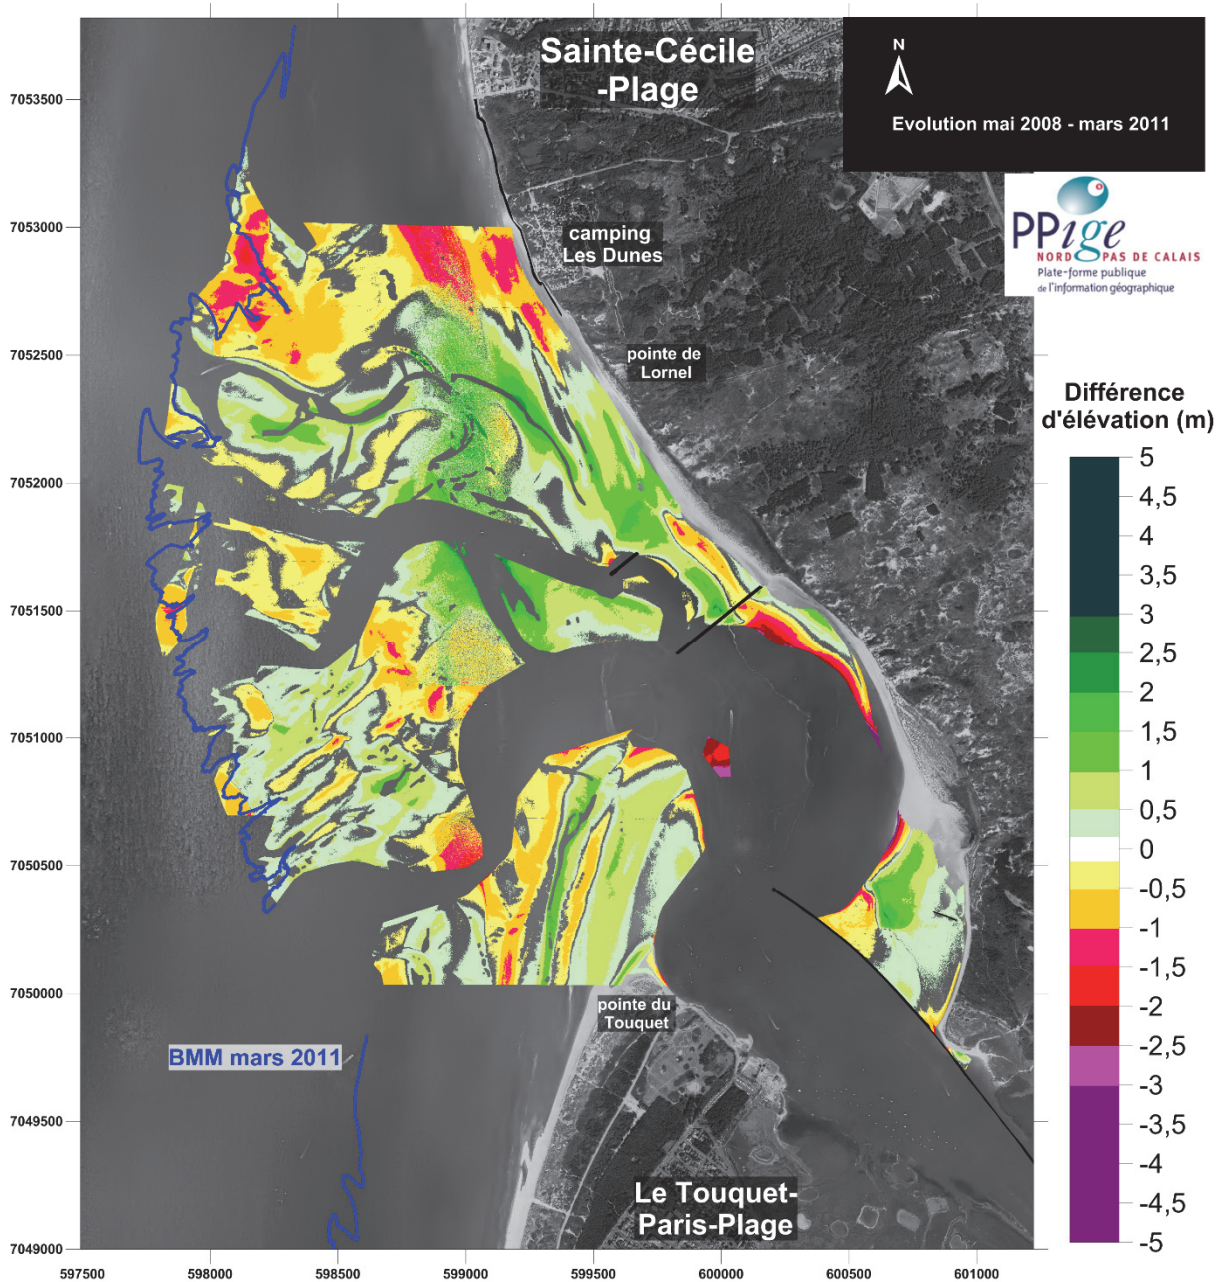 Sainte-Cécile
-Plage
N
Evolution mai 2008 - mars 2011
PPige
NORD PAS DE CALAIS
Plate-forme publique
de l'information géographique
camping
Les Dunes
pointe de
Lornel
Différence
d'élévation (m)
5
4,5
4
3,5
3
2,5
2
1,5
1
0,5
0
-0,5
-1
-1,5
-2
-2,5
-3
-3,5
-4
-4,5
-5
pointe du
Touquet
BMM mars 2011
Le Touquet-
Paris-Plage
7053500
7053000
7052500
7052000
7051500
7051000
7050500
7050000
7049500
7049000
597500
598000
598500
599000
599500
600000
600500
601000